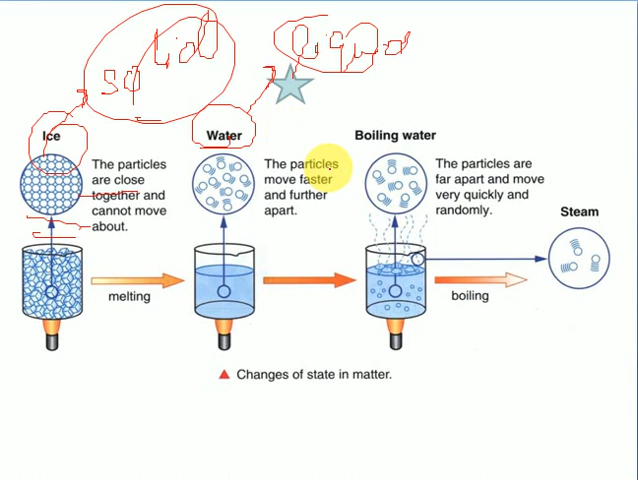 solid
Liquid
Ice
Water
Boiling water
The particles
are close
together and
cannot move
about.
The particles
move faster
and further
apart.
The particles are
far apart and move
very quickly and
randomly.
Steam
melting
boiling
Changes of state in matter.